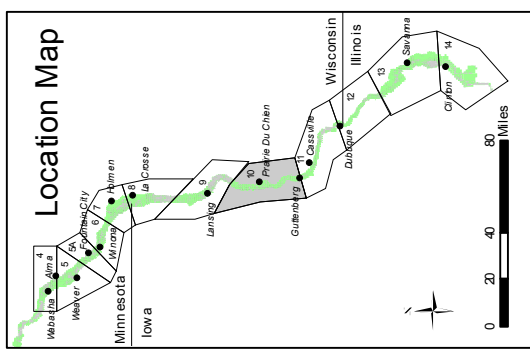 Location Map
4
Wabasha
Alma
5
Weaver
5A
Fountain City
6
Winona
7
Holmen
8
La Crosse
Minnesota
Iowa
9
Lansing
10
Prairie Du Chien
Guttenberg
11
Cassville
Wisconsin
Illinois
Dubuque
12
13
Savanna
14
Clinton
0 20 40 80
Miles